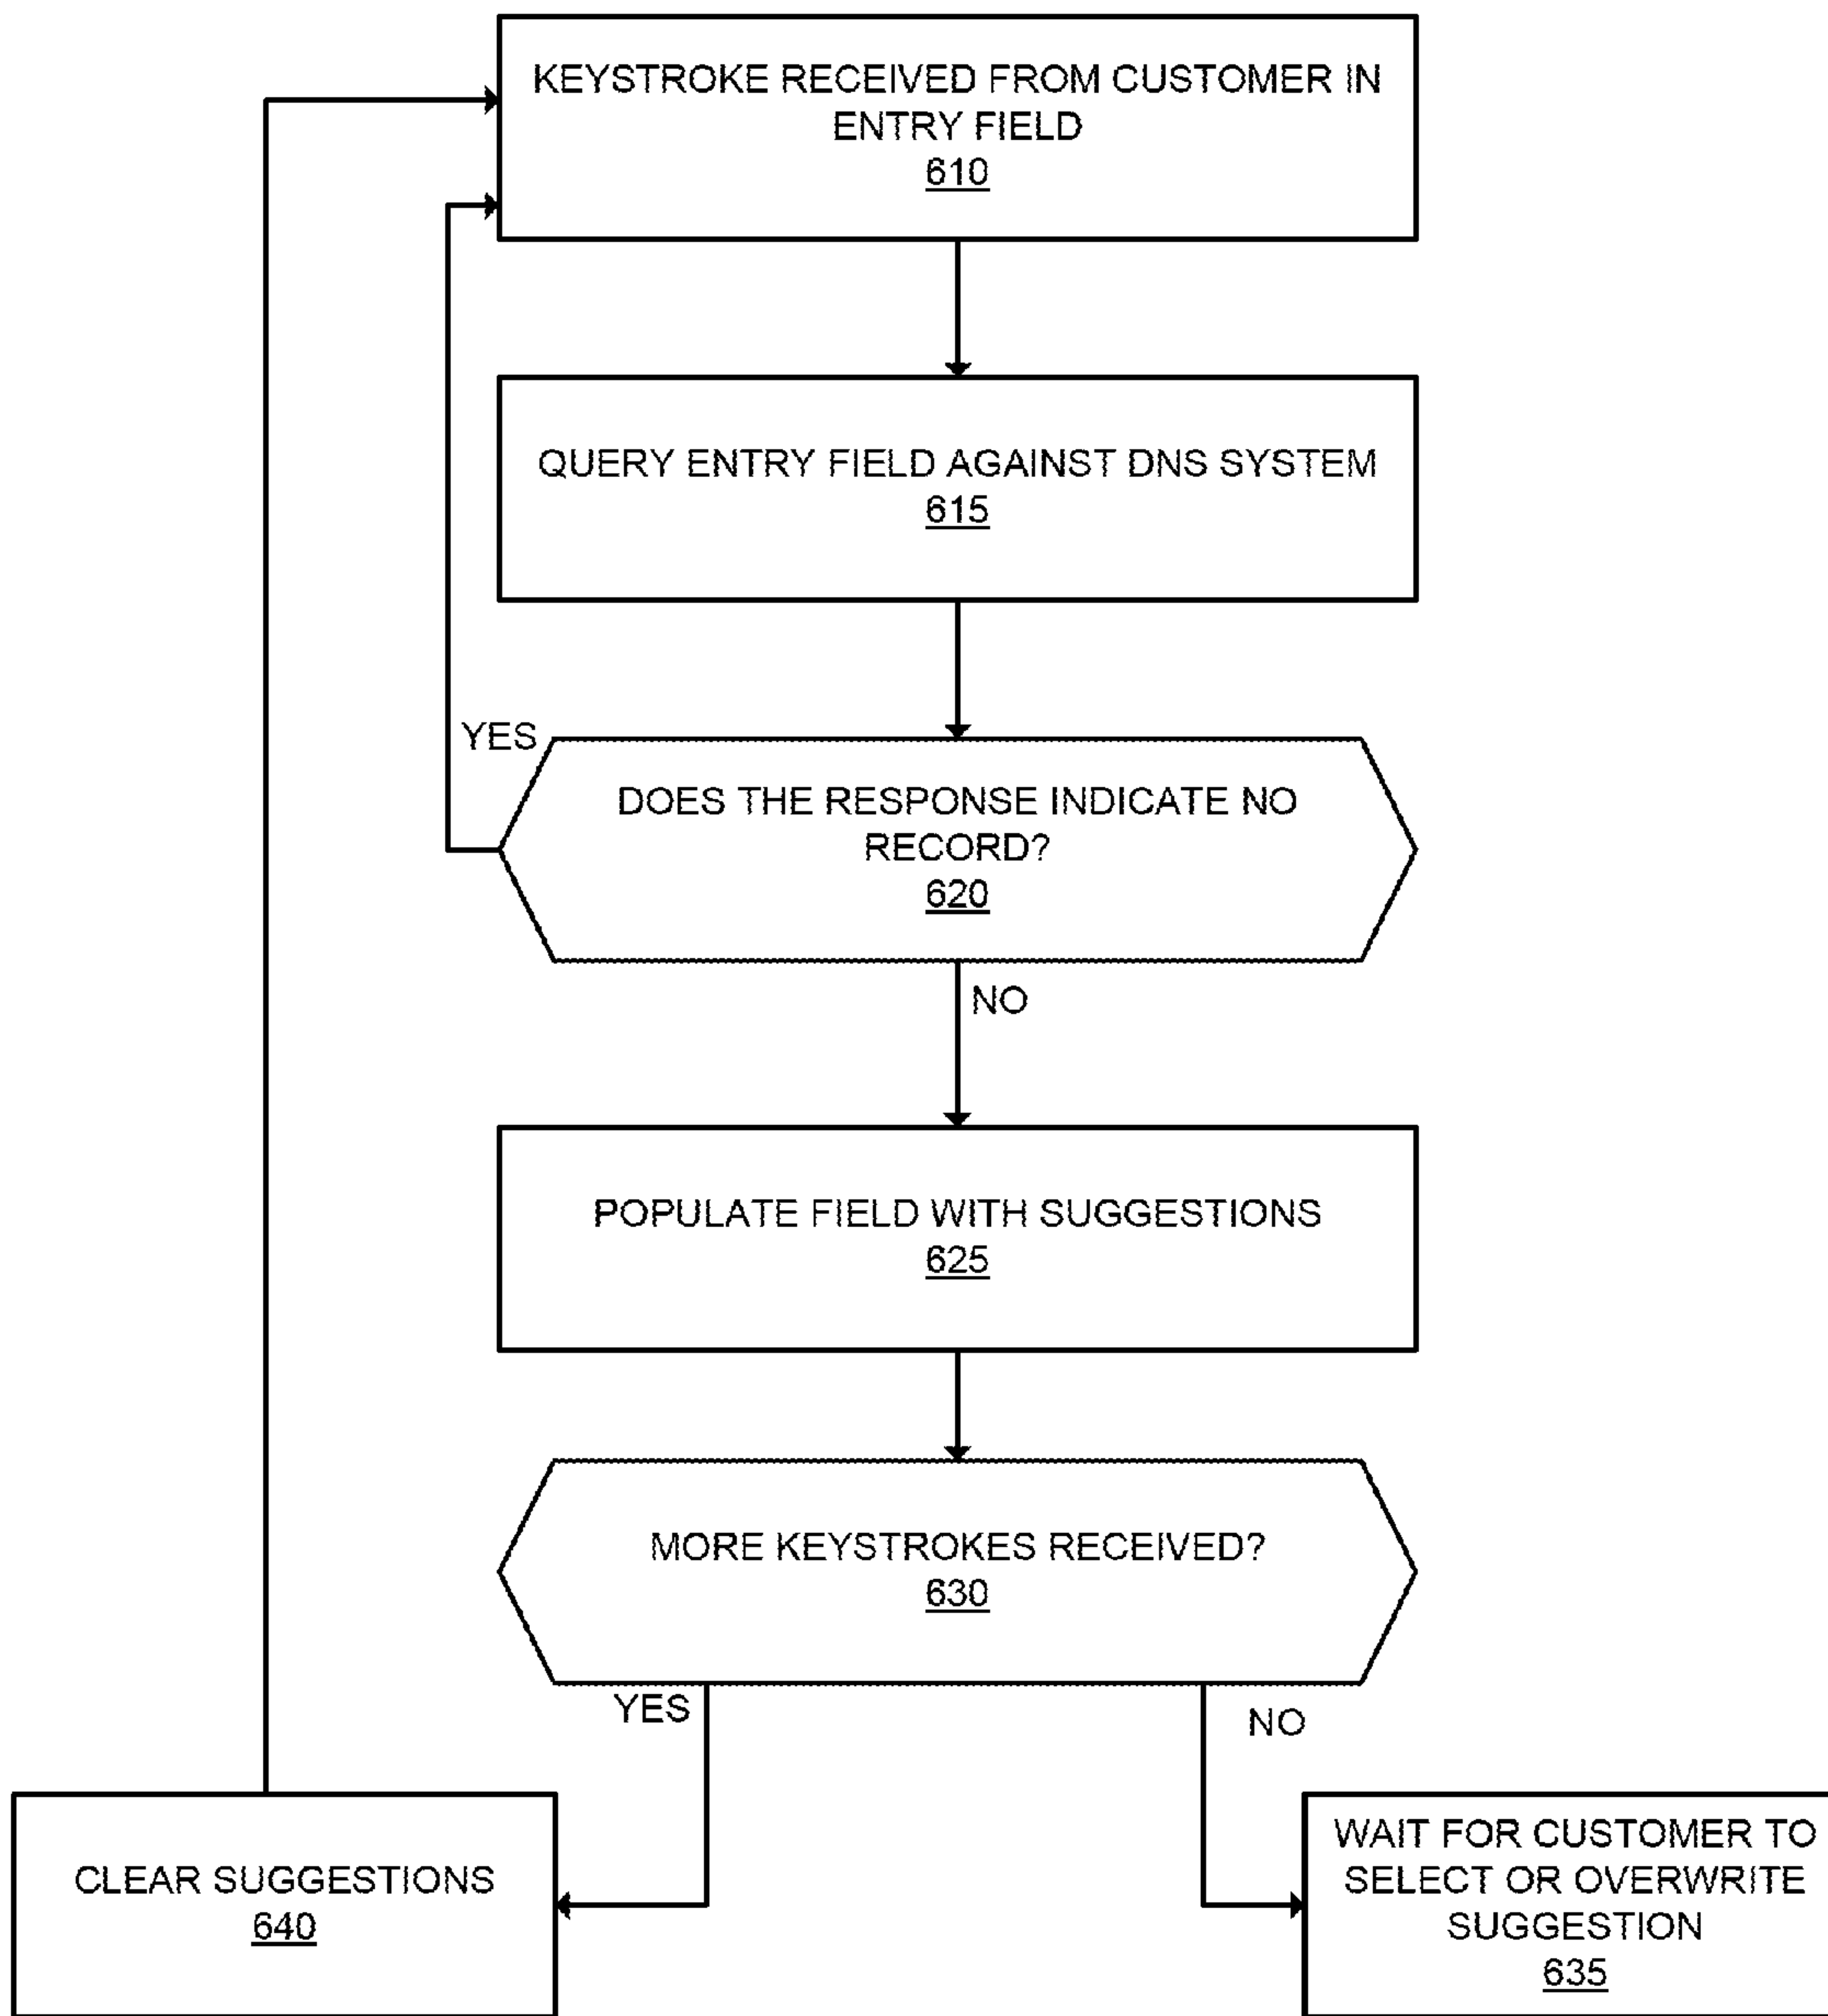 KEYSTROKE RECEIVED FROM CUSTOMER IN
ENTRY FIELD
610
QUERY ENTRY FIELD AGAINST DNS SYSTEM
615
YES
DOES THE RESPONSE INDICATE NO
RECORD?
620
NO
POPULATE FIELD WITH SUGGESTIONS
625
MORE KEYSTROKES RECEIVED?
630
YES
NO
CLEAR SUGGESTIONS
640
WAIT FOR CUSTOMER TO
SELECT OR OVERWRITE
SUGGESTION
635